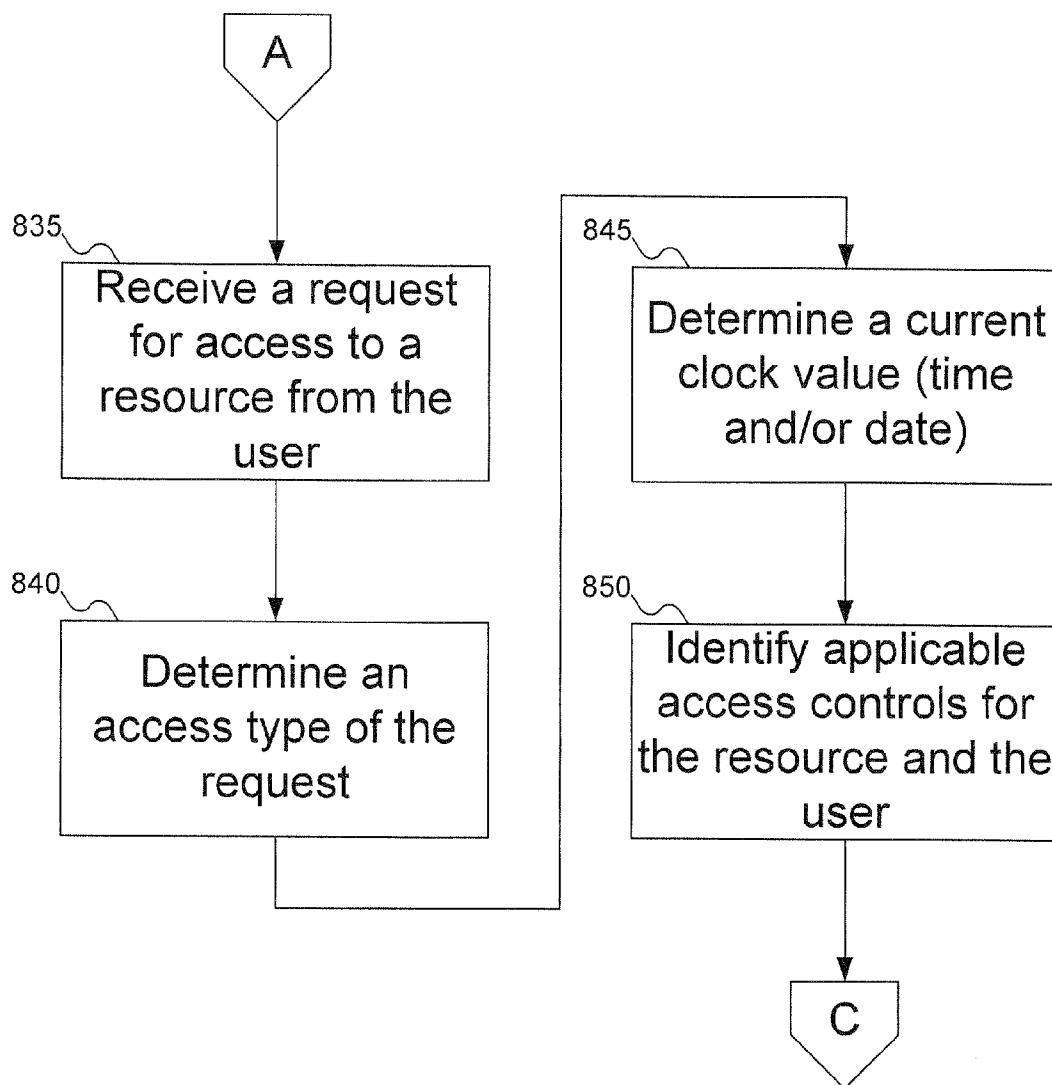 A
835
Receive a request
for access to a
resource from the
user
840
Determine an
access type of the
request
845
Determine a current
clock value (time
and/or date)
850
Identify applicable
access controls for
the resource and the
user
C